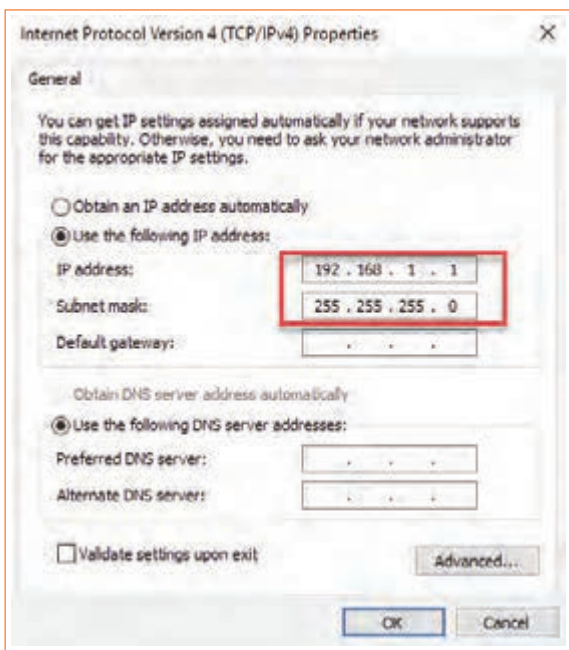 Internet Protocol Version 4 (TCP/IPv4) Properties
General
You can get IP settings assigned automatically if your network supports
this capability. Otherwise, you need to ask your network administrator
for the appropriate IP settings.
Obtain an IP address automatically
Use the following IP address:
IP address: 192 . 168 . 1 . 1
Subnet mask: 255 . 255 . 255 . 0
Default gateway: . . .
Obtain DNS server address automatically
Use the following DNS server addresses:
Preferred DNS server: . . .
Alternate DNS server: . . .
Validate settings upon exit
Advanced...
OK Cancel